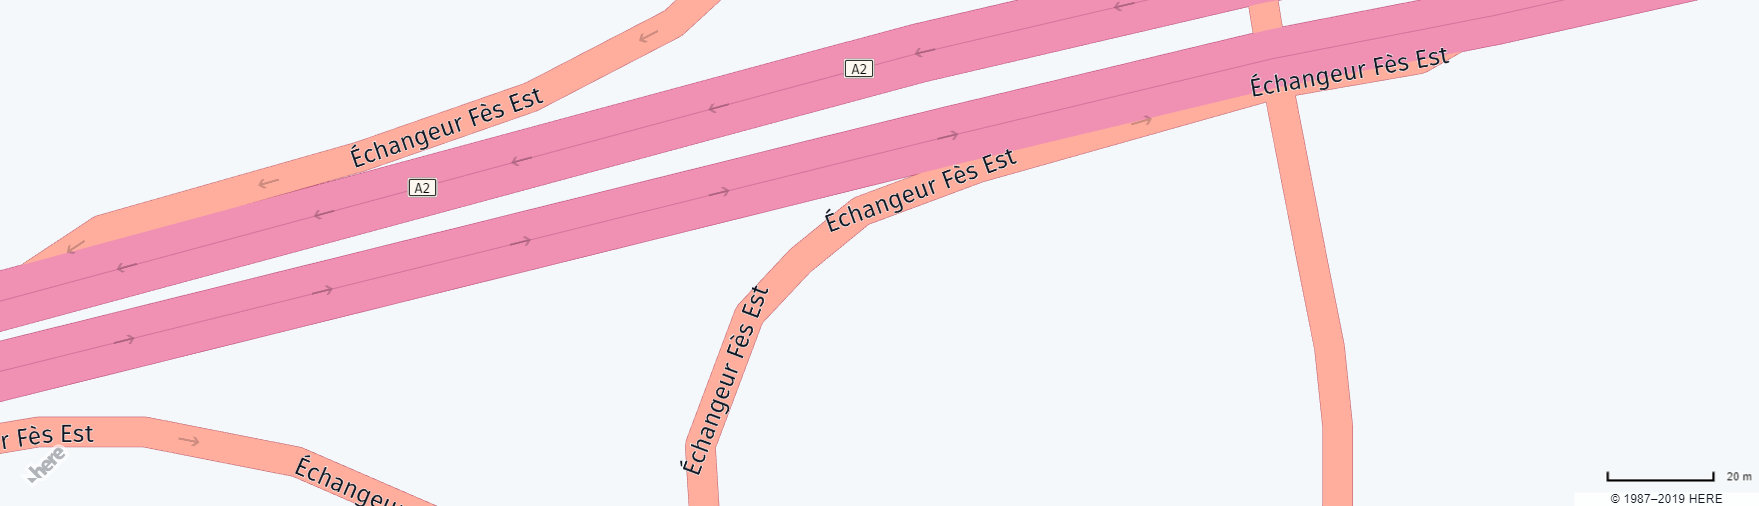 A2
Échangeur Fès Est
Échangeur Fès Est
A2
Échangeur Fès Est
Échangeur Fès Est
r Fès Est
Échangeur
here
20 m
© 1987–2019 HERE